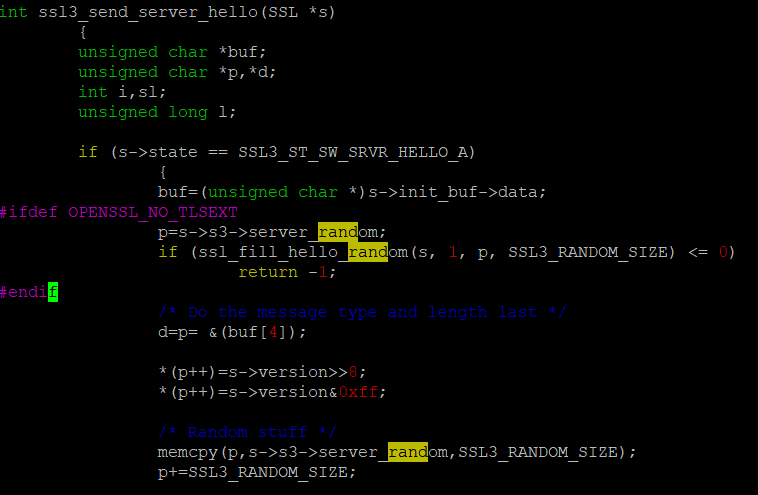 int ssl3_send_server_hello(SSL *s)
        {
        unsigned char *buf;
        unsigned char *p,*d;
        int i,sl;
        unsigned long l;

        if (s->state == SSL3_ST_SW_SRVR_HELLO_A)
                {
                buf=(unsigned char *)s->init_buf->data;
#ifdef OPENSSL_NO_TLSEXT
                p=s->s3->server_random;
                if (ssl_fill_hello_random(s, 1, p, SSL3_RANDOM_SIZE) <= 0)
                        return -1;
#endif
                /* Do the message type and length last */
                d=p= &(buf[4]);

                *(p++)=s->version>>8;
                *(p++)=s->version&0xff;

                /* Random stuff */
                memcpy(p,s->s3->server_random,SSL3_RANDOM_SIZE);
                p+=SSL3_RANDOM_SIZE;